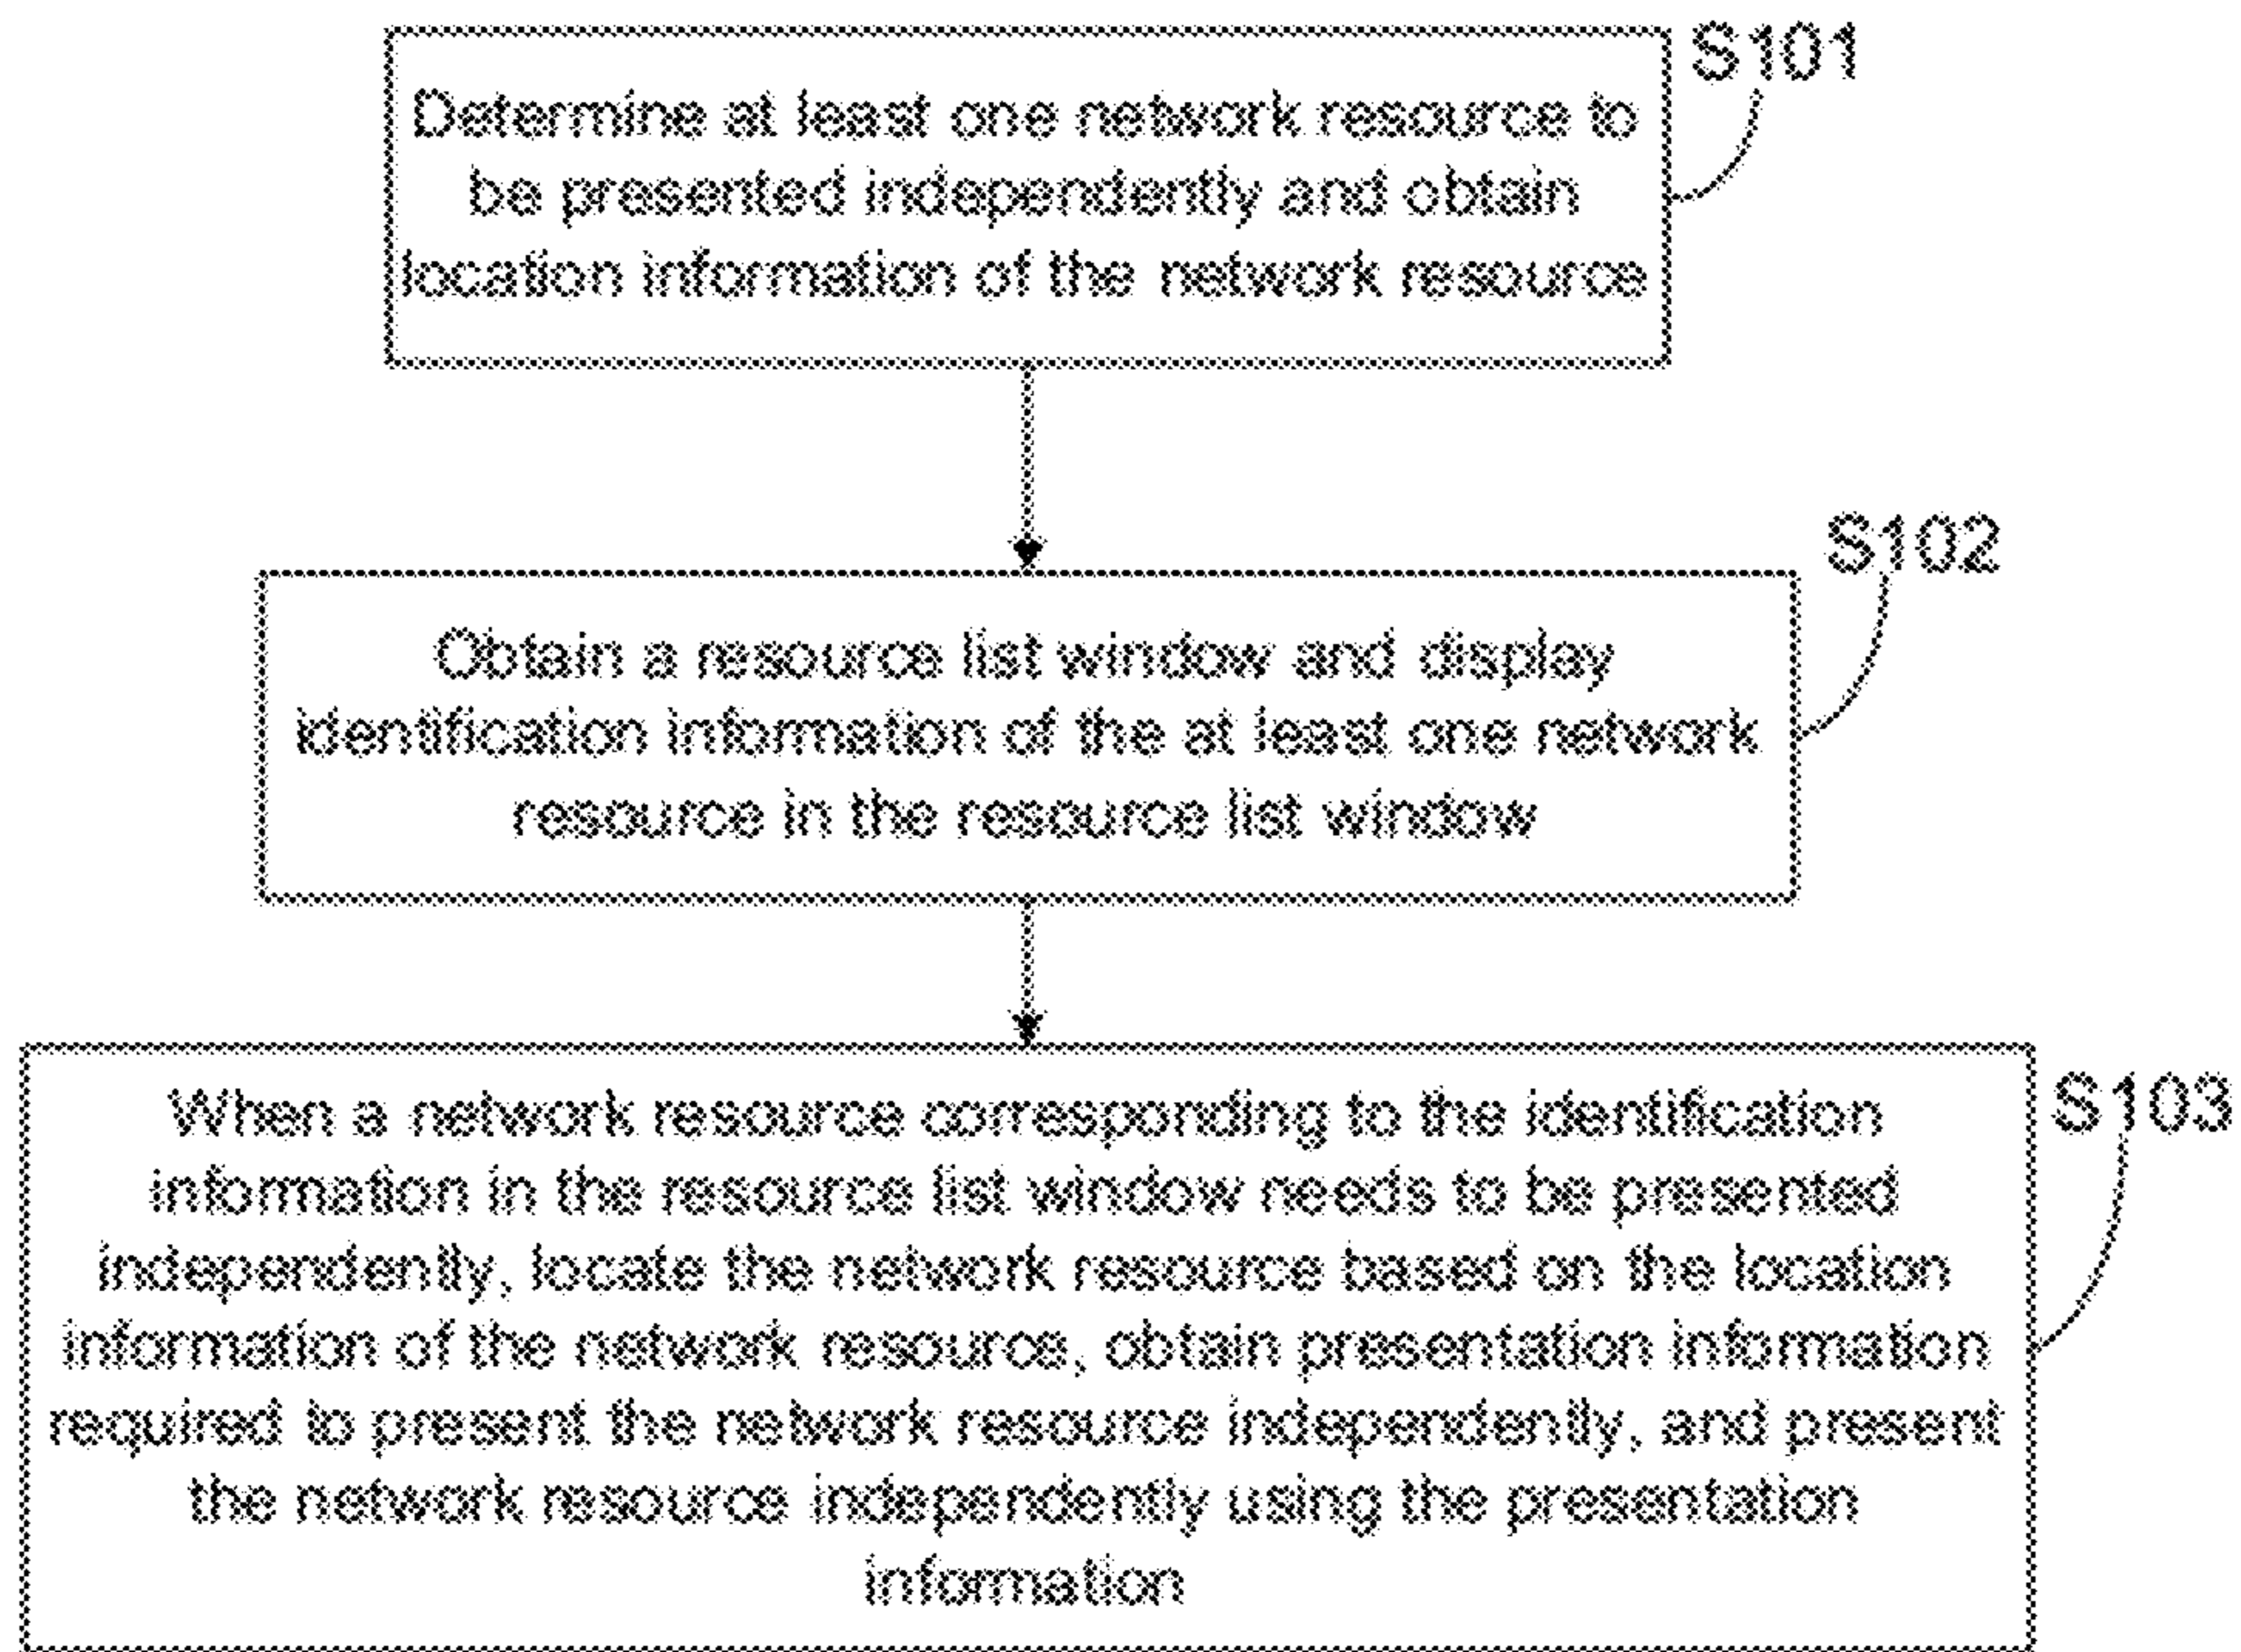 S101
Determine at least one network resource to
be presented independently and obtain
location information of the network resource
S102
Obtain a resource list window and display
identification information of the at least one network
resource in the resource list window
S103
When a network resource corresponding to the identification
information in the resource list window needs to be presented
independently, locate the network resource based on the location
information of the network resource, obtain presentation information
required to present the network resource independently, and present
the network resource independently using the presentation
information